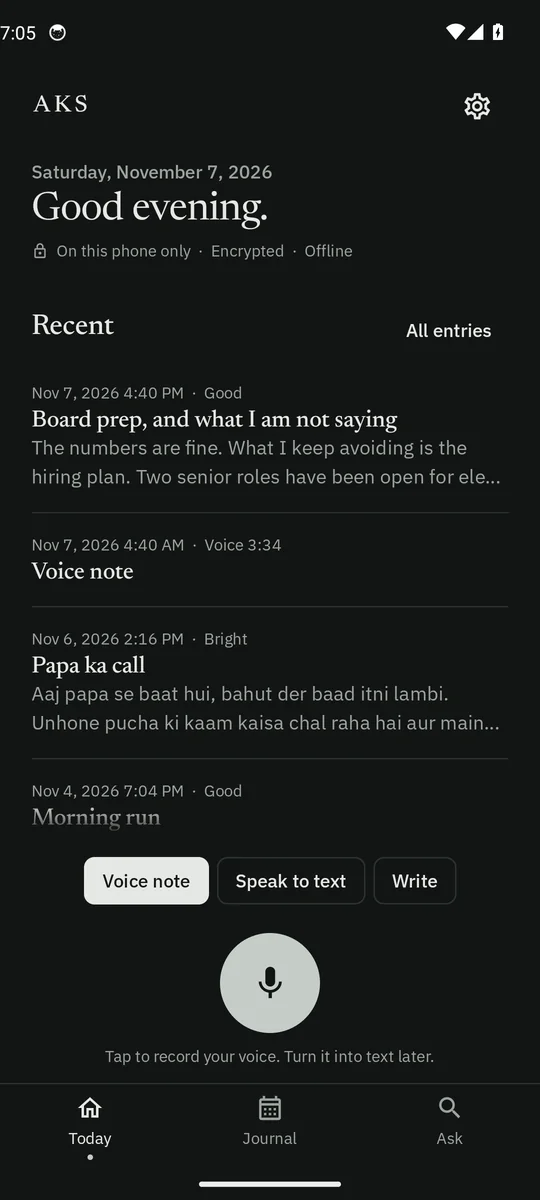 7:05
AKS
Saturday, November 7, 2026
Good evening.
On this phone only · Encrypted · Offline
Recent
All entries
Nov 7, 2026 4:40 PM · Good
Board prep, and what I am not saying
The numbers are fine. What I keep avoiding is the
hiring plan. Two senior roles have been open for ele...
Nov 7, 2026 4:40 AM · Voice 3:34
Voice note
Nov 6, 2026 2:16 PM · Bright
Papa ka call
Aaj papa se baat hui, bahut der baad itni lambi.
Unhone pucha ki kaam kaisa chal raha hai aur main...
Nov 4, 2026 7:04 PM · Good
Morning run
Voice note
Speak to text
Write
Tap to record your voice. Turn it into text later.
Today
Journal
Ask